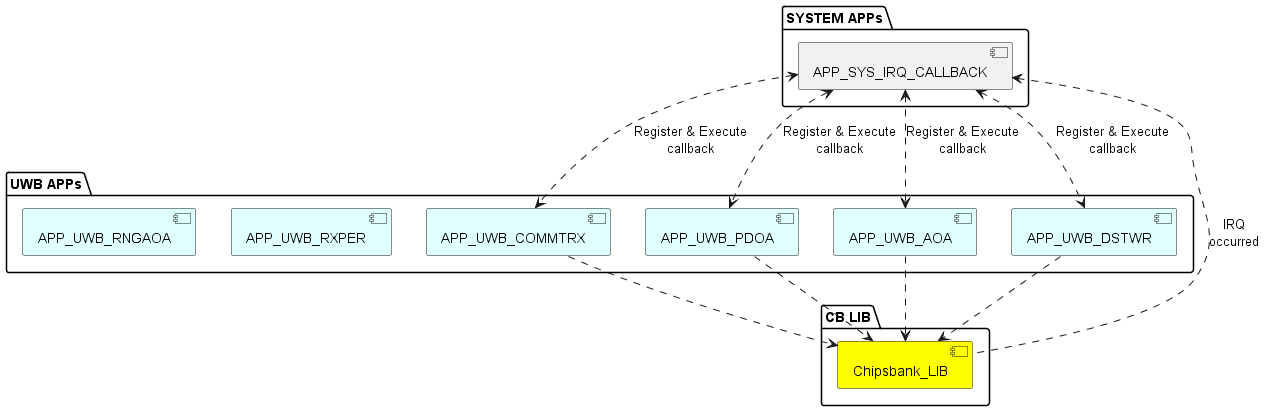 SYSTEM APPs
APP_SYS_IRQ_CALLBACK
Register & Execute
callback
Register & Execute
callback
Register & Execute
callback
Register & Execute
callback
UWB APPs
APP_UWB_RNGAOA
APP_UWB_RXPER
APP_UWB_COMMTRX
APP_UWB_PDOA
APP_UWB_AOA
APP_UWB_DSTWR
IRQ
occurred
CB LIB
Chipsbank_LIB